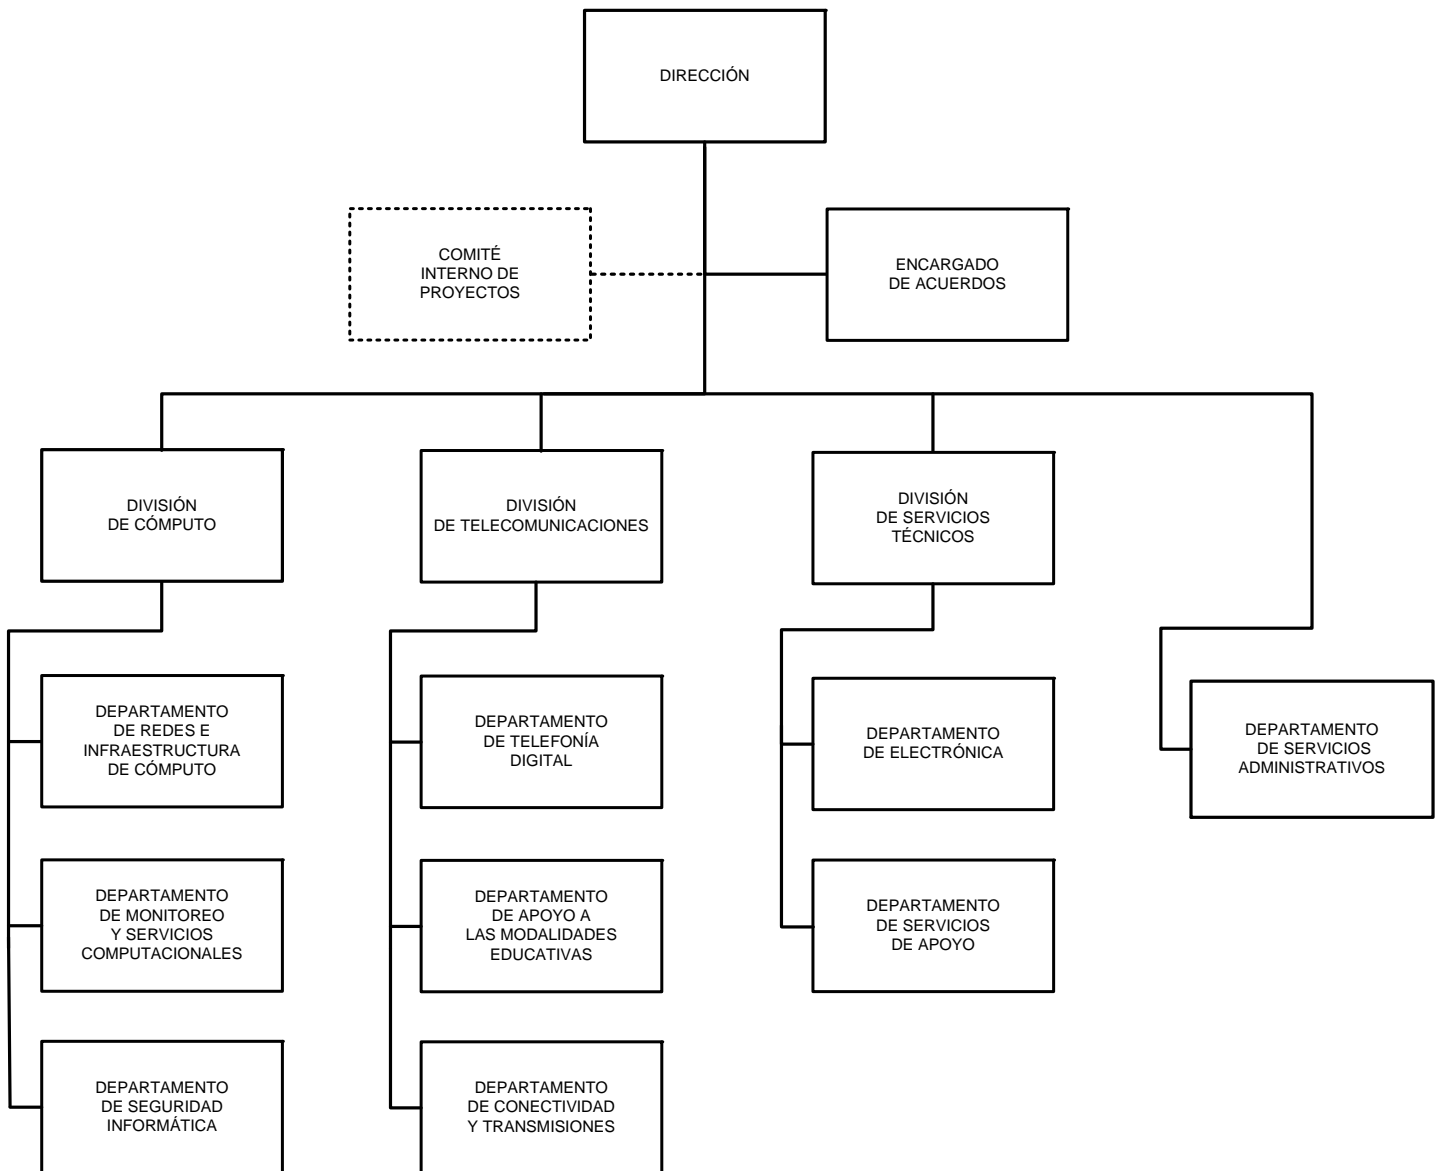 DIRECCIÓN
COMITÉ
INTERNO DE
PROYECTOS
ENCARGADO
DE ACUERDOS
DIVISIÓN
DE CÓMPUTO
DIVISIÓN
DE TELECOMUNICACIONES
DIVISIÓN
DE SERVICIOS
TÉCNICOS
DEPARTAMENTO
DE REDES E
INFRAESTRUCTURA
DE CÓMPUTO
DEPARTAMENTO
DE TELEFONÍA
DIGITAL
DEPARTAMENTO
DE ELECTRÓNICA
DEPARTAMENTO
DE SERVICIOS
ADMINISTRATIVOS
DEPARTAMENTO
DE MONITOREO
Y SERVICIOS
COMPUTACIONALES
DEPARTAMENTO
DE APOYO A
LAS MODALIDADES
EDUCATIVAS
DEPARTAMENTO
DE SERVICIOS
DE APOYO
DEPARTAMENTO
DE SEGURIDAD
INFORMÁTICA
DEPARTAMENTO
DE CONECTIVIDAD
Y TRANSMISIONES